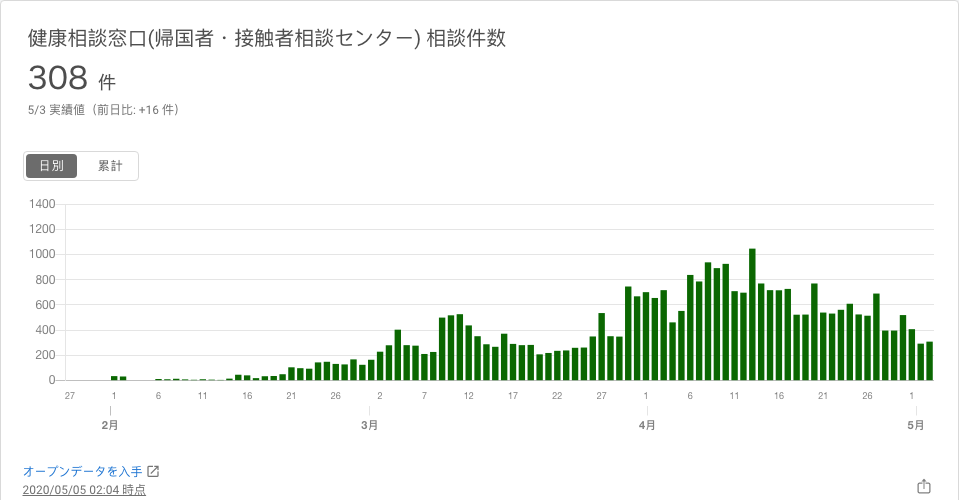 健康相談窓口(帰国者・接触者相談センター) 相談件数
308 件
5/3 実績値（前日比: +16 件）
日別 累計
1400
1200
1000
800
600
400
200
0
27 1 6 11 16 21 26 2 7 12 17 22 27 1 6 11 16 21 26 1
2月 3月 4月 5月
オープンデータを入手
2020/05/05 02:04 時点